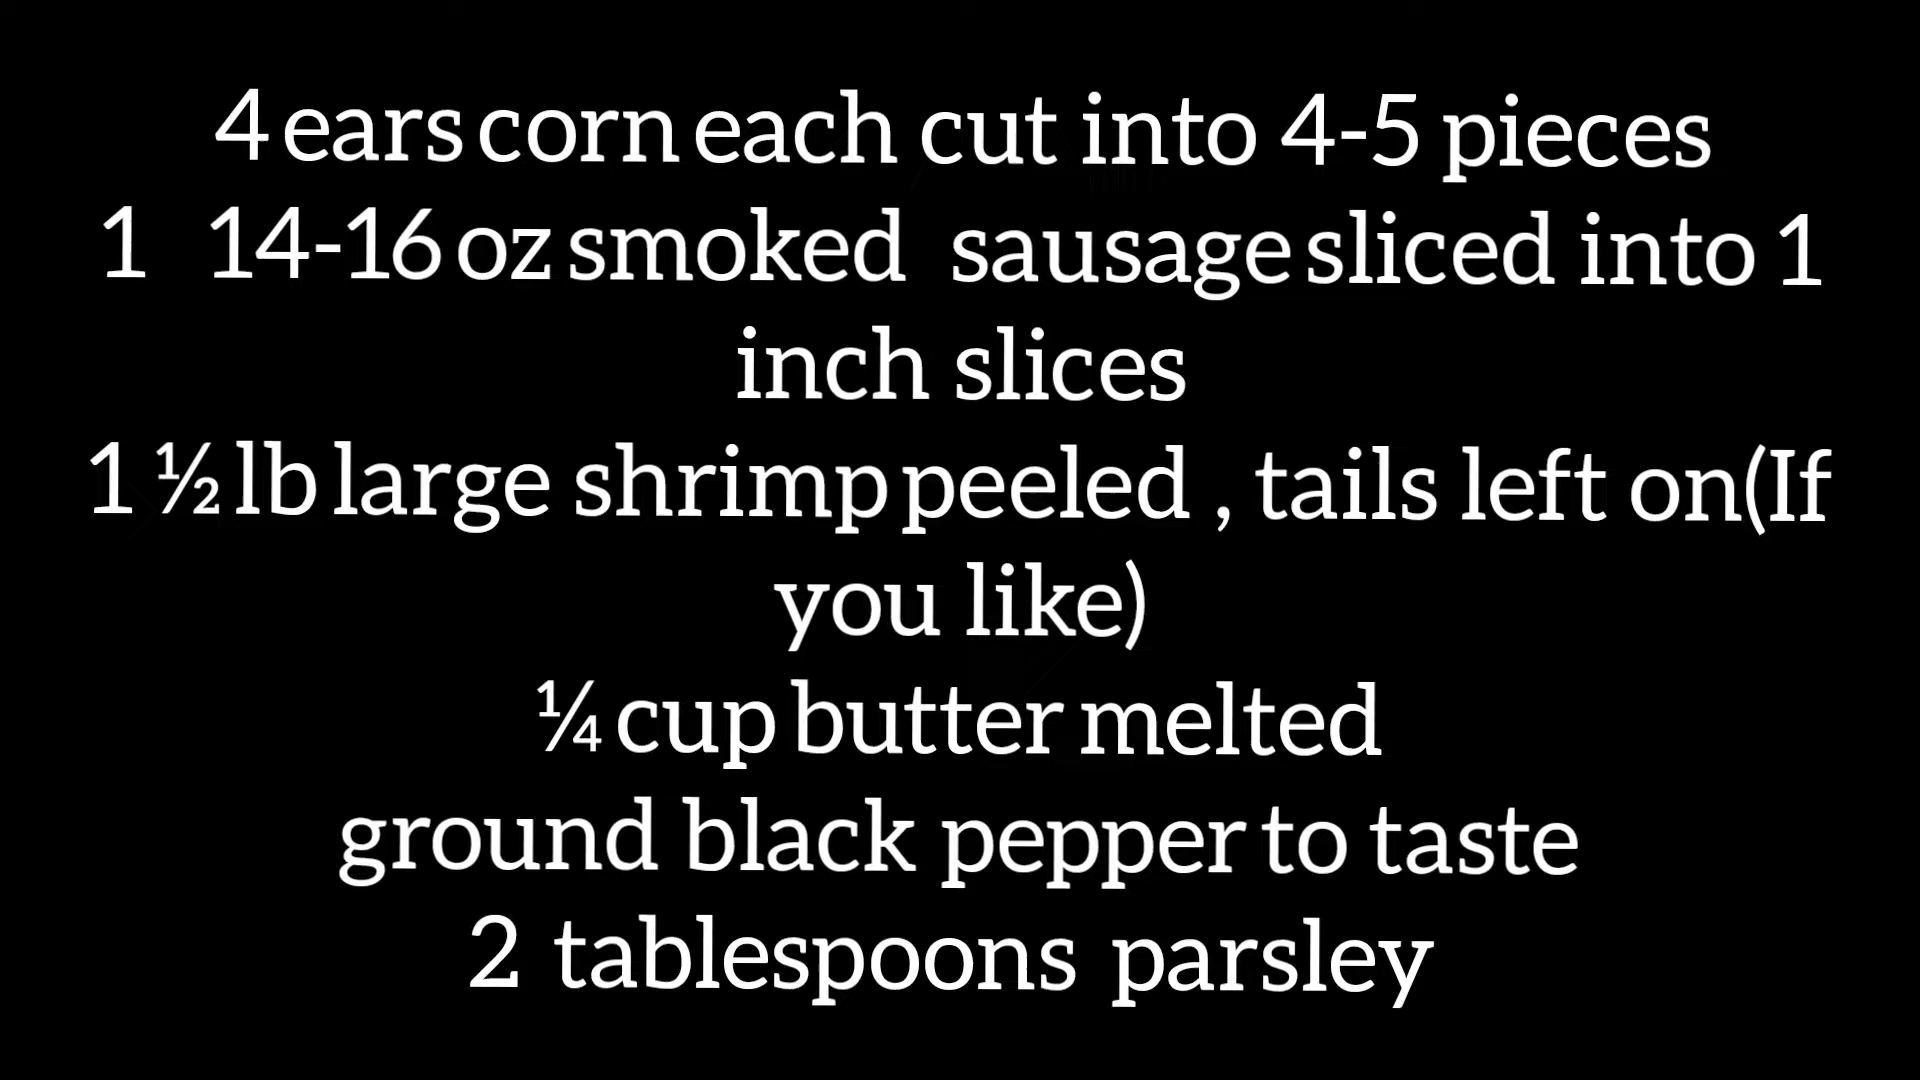 4 ears corn each cut into 4-5 pieces
1 14-16 oz smoked sausage sliced into 1
inch slices
1 ½ lb large shrimp peeled , tails left on(If
you like)
¼ cup butter melted
ground black pepper to taste
2 tablespoons parsley